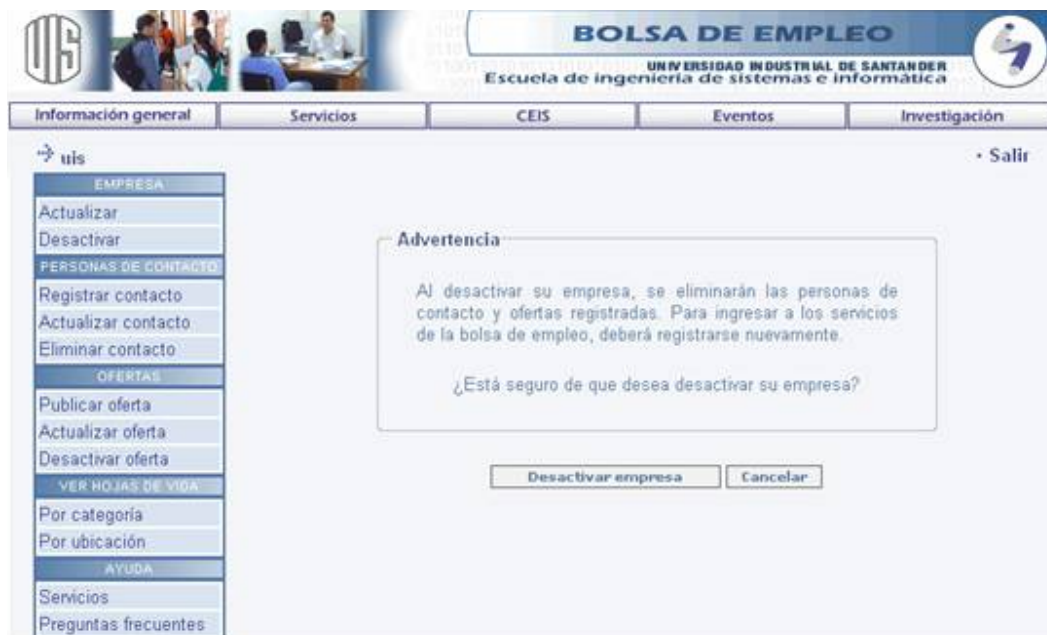 UIS
BOLSA DE EMPLEO
UNIVERSIDAD INDUSTRIAL DE SANTANDER
Escuela de ingeniería de sistemas e informática
Información general
Servicios
CEIS
Eventos
Investigación
uis
· Salir
EMPRESA
Actualizar
Desactivar
PERSONAS DE CONTACTO
Registrar contacto
Actualizar contacto
Eliminar contacto
OFERTAS
Publicar oferta
Actualizar oferta
Desactivar oferta
VER HOJAS DE VIDA
Por categoría
Por ubicación
AYUDA
Servicios
Preguntas frecuentes
Advertencia
Al desactivar su empresa, se eliminarán las personas de
contacto y ofertas registradas. Para ingresar a los servicios
de la bolsa de empleo, deberá registrarse nuevamente.
¿Está seguro de que desea desactivar su empresa?
Desactivar empresa
Cancelar